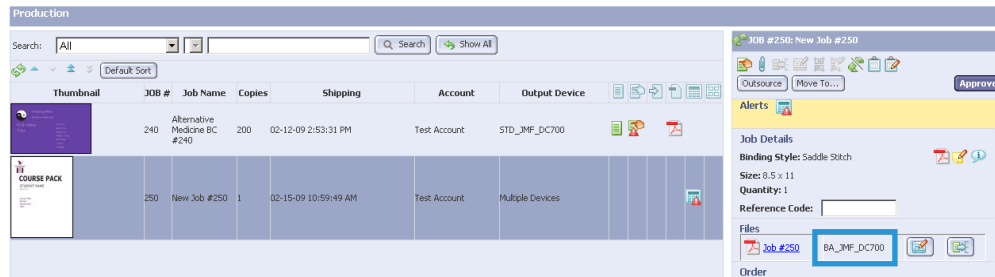 Production
Search: All Search Show All
Default Sort
Thumbnail JOB # Job Name Copies Shipping Account Output Device
240 Alternative Medicine BC #240 200 02-12-09 2:53:31 PM Test Account STD_JMF_DC700
COURSE PACK
STUDENT NAME
250 New Job #250 1 02-15-09 10:59:49 AM Test Account Multiple Devices
JOB #250: New Job #250
Outsource Move To... Approve
Alerts
Job Details
Binding Style: Saddle Stitch
Size: 8.5 x 11
Quantity: 1
Reference Code:
Files
Job #250 BA_JMF_DC700
Order